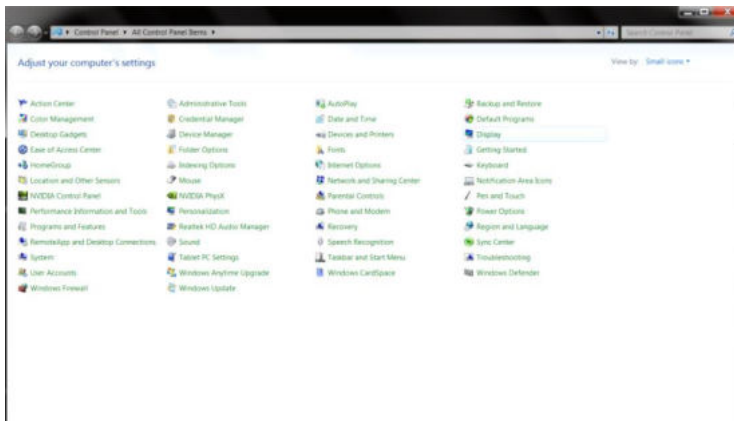 Control Panel ▸ All Control Panel Items ▸
Search Control Panel
Adjust your computer's settings
View by: Small icons
Action Center
Administrative Tools
AutoPlay
Backup and Restore
Color Management
Credential Manager
Date and Time
Default Programs
Desktop Gadgets
Device Manager
Devices and Printers
Display
Ease of Access Center
Folder Options
Fonts
Getting Started
HomeGroup
Indexing Options
Internet Options
Keyboard
Location and Other Sensors
Mouse
Network and Sharing Center
Notification Area Icons
NVIDIA Control Panel
NVIDIA PhysX
Parental Controls
Pen and Touch
Performance Information and Tools
Personalization
Phone and Modem
Power Options
Programs and Features
Realtek HD Audio Manager
Recovery
Region and Language
RemoteApp and Desktop Connections
Sound
Speech Recognition
Sync Center
System
Tablet PC Settings
Taskbar and Start Menu
Troubleshooting
User Accounts
Windows Anytime Upgrade
Windows CardSpace
Windows Defender
Windows Firewall
Windows Update